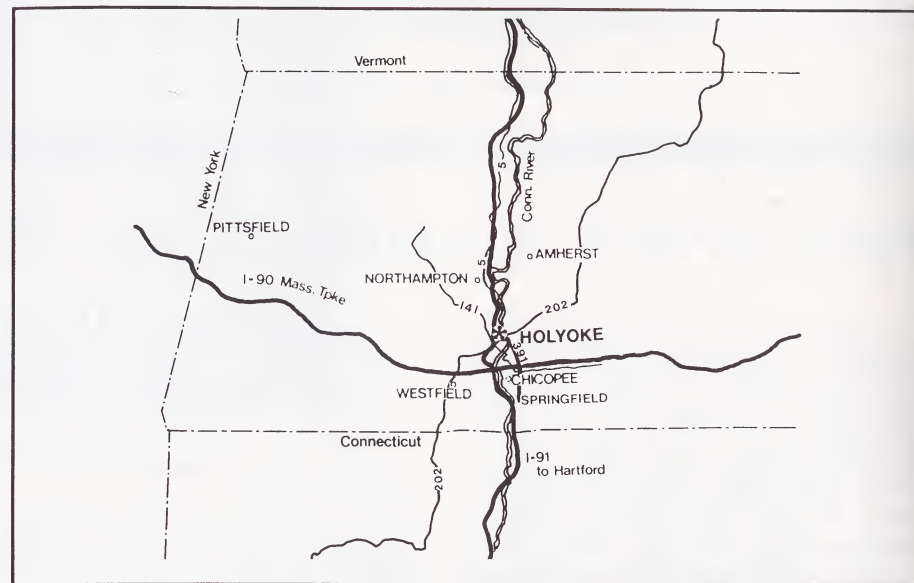 Vermont
5
Conn. River
New York
PITTSFIELD
AMHERST
5
NORTHAMPTON
I-90 Mass. Tpke
141
202
HOLYOKE
CHICOPEE
WESTFIELD
SPRINGFIELD
Connecticut
I-91
to Hartford
202